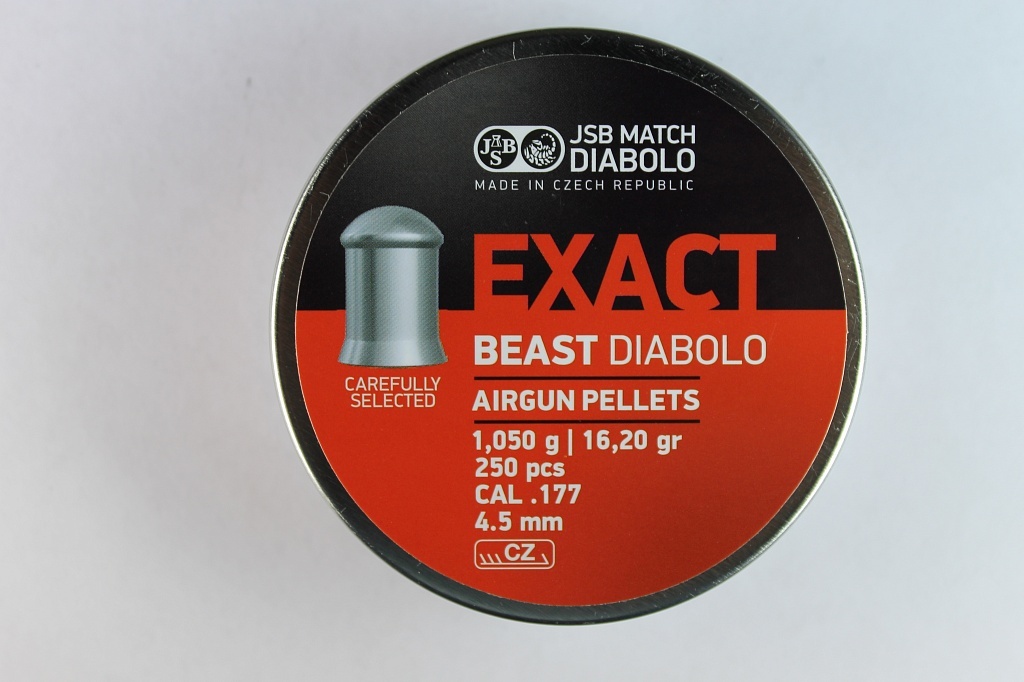 JSB
JSB MATCH
DIABOLO
MADE IN CZECH REPUBLIC
EXACT
BEAST DIABOLO
CAREFULLY
SELECTED
AIRGUN PELLETS
1,050 g | 16,20 gr
250 pcs
CAL .177
4.5 mm
CZ